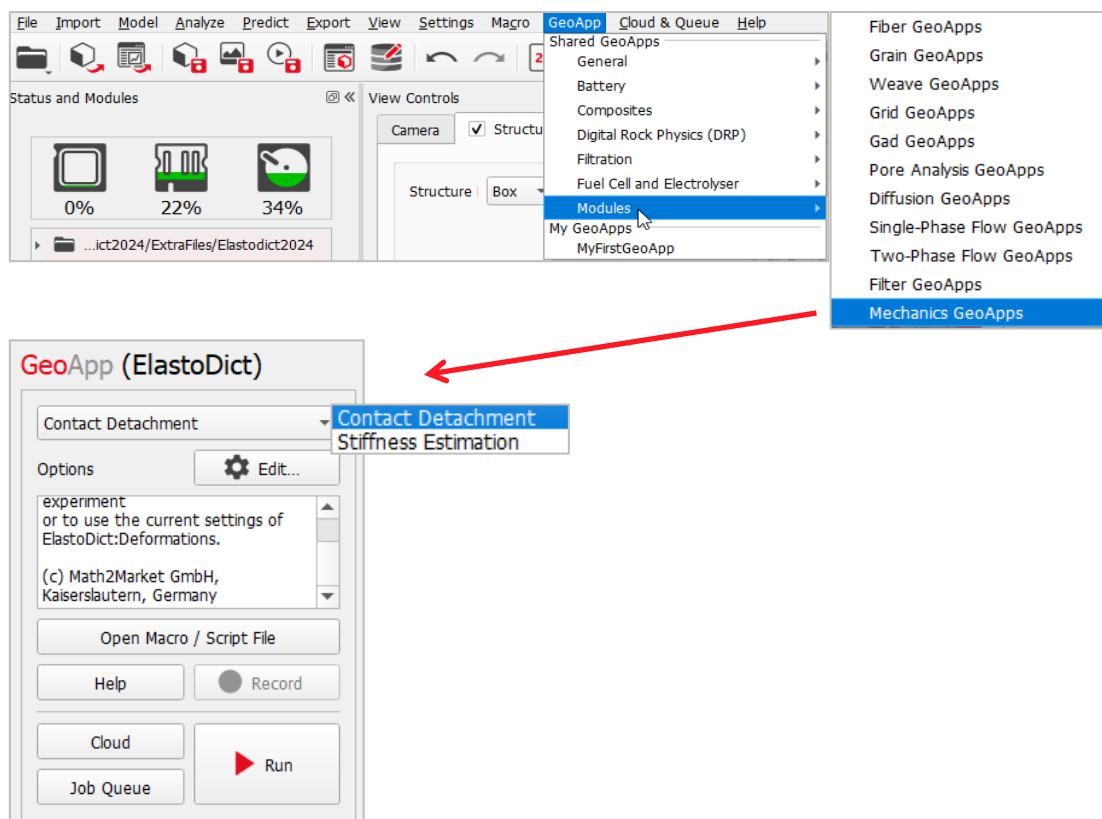 File Import Model Analyze Predict Export View Settings Macro GeoApp Cloud & Queue Help
Status and Modules
View Controls
Camera
Structu
0%
22%
34%
Structure
Box
...ict2024/ExtraFiles/Elastodict2024
Shared GeoApps
General
Battery
Composites
Digital Rock Physics (DRP)
Filtration
Fuel Cell and Electrolyser
Modules
My GeoApps
MyFirstGeoApp
Fiber GeoApps
Grain GeoApps
Weave GeoApps
Grid GeoApps
Gad GeoApps
Pore Analysis GeoApps
Diffusion GeoApps
Single-Phase Flow GeoApps
Two-Phase Flow GeoApps
Filter GeoApps
Mechanics GeoApps
GeoApp (ElastoDict)
Contact Detachment
Contact Detachment
Stiffness Estimation
Options
Edit...
experiment
or to use the current settings of
ElastoDict:Deformations.
(c) Math2Market GmbH,
Kaiserslautern, Germany
Open Macro / Script File
Help
Record
Cloud
Run
Job Queue